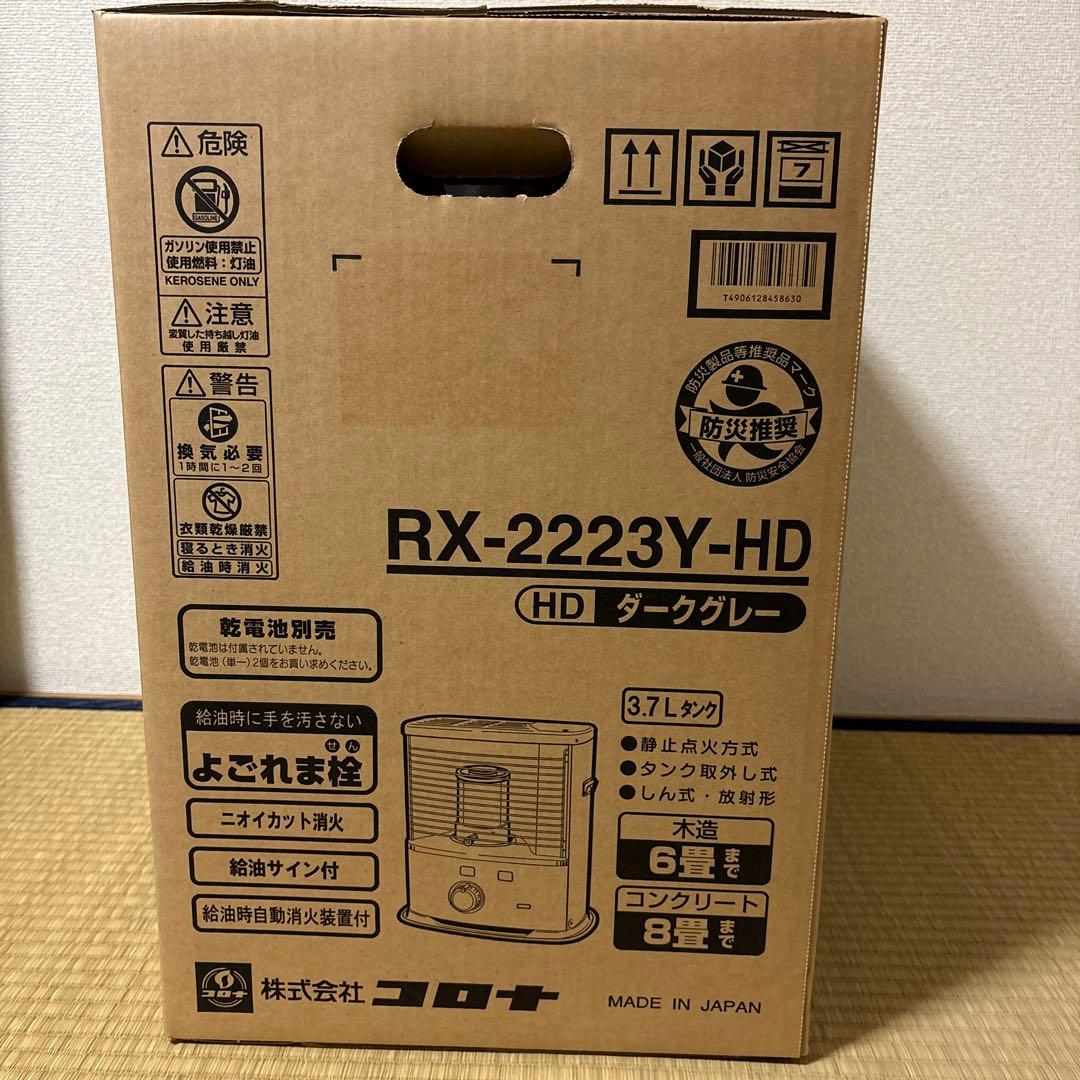 危険
GASOLINE
ガソリン使用禁止
使用燃料：灯油
KEROSENE ONLY
注意
変質した持ち越し灯油
使用厳禁
警告
換気必要
1時間に1～2回
衣類乾燥厳禁
寝るとき消火
給油時消火
7
T4906128458630
防災製品等推奨品マーク
防災推奨
一般社団法人 防災安全協会
RX-2223Y-HD
HD ダークグレー
乾電池別売
乾電池は付属されていません。
乾電池（単一）2個をお買い求めください。
給油時に手を汚さない
せん
よごれま栓
ニオイカット消火
給油サイン付
給油時自動消火装置付
3.7Lタンク
●静止点火方式
●タンク取外し式
●しん式・放射形
木造
6畳まで
コンクリート
8畳まで
コロナ
株式会社 コロナ
MADE IN JAPAN